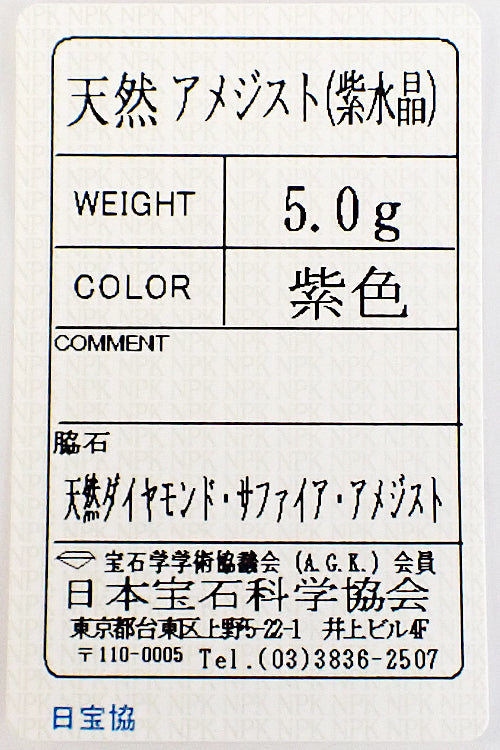 天然 アメジスト(紫水晶)
WEIGHT 5.0g
COLOR 紫色
COMMENT
脇石
天然ダイヤモンド・サファイア・アメジスト
宝石学学術協議会 (A.G.K.) 会員
日本宝石科学協会
東京都台東区上野5-22-1 井上ビル4F
〒110-0005 Tel.(03)3836-2507
日宝協